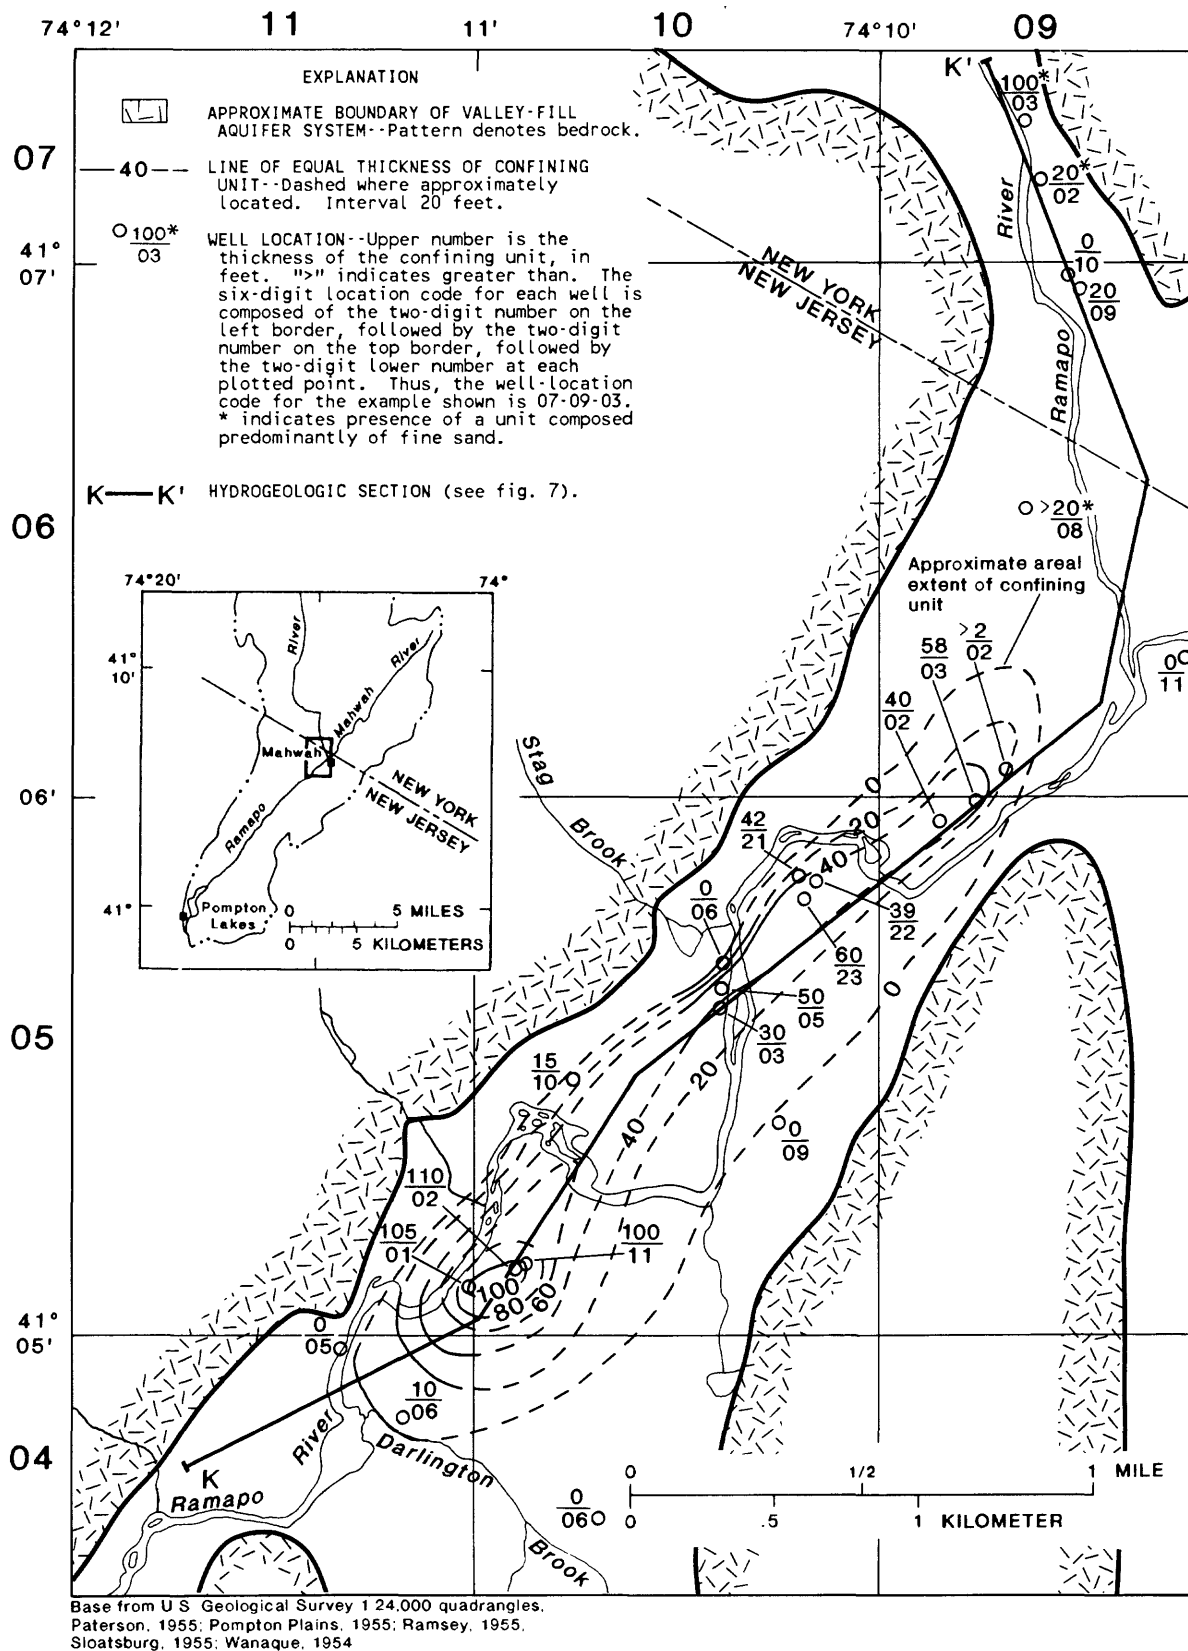 74°12' 11 11' 10 74°10' 09
EXPLANATION
APPROXIMATE BOUNDARY OF VALLEY-FILL
AQUIFER SYSTEM--Pattern denotes bedrock.
07
40
LINE OF EQUAL THICKNESS OF CONFINING
UNIT--Dashed where approximately
located. Interval 20 feet.
100*
03
WELL LOCATION--Upper number is the
thickness of the confining unit, in
feet. ">" indicates greater than. The
six-digit location code for each well is
composed of the two-digit number on the
left border, followed by the two-digit
number on the top border, followed by
the two-digit lower number at each
plotted point. Thus, the well-location
code for the example shown is 07-09-03.
* indicates presence of a unit composed
predominantly of fine sand.
41°
07'
K K' HYDROGEOLOGIC SECTION (see fig. 7).
K'
100*
03
20*
02
River
0
10
20
09
NEW YORK
NEW JERSEY
Ramapo
06
>20*
08
Approximate areal
extent of confining
unit
>2
02
58
03
40
02
0
11
74°20' 74°
41°
10'
River
River
Mahwah
Mahwah
NEW YORK
NEW JERSEY
Ramapo
41°
Pompton
Lakes
0 5 MILES
0 5 KILOMETERS
Stag
Brook
06'
0
20
40
42
21
39
22
60
23
0
06
50
05
30
03
0
05
15
10
20
40
0
09
110
02
105
01
100
11
100
80
60
41°
05'
0
05
10
06
04
K
River
Ramapo
Darlington
Brook
0
06
0 1/2 1 MILE
0 .5 1 KILOMETER
Base from U S Geological Survey 1 24,000 quadrangles,
Paterson, 1955; Pompton Plains, 1955; Ramsey, 1955,
Sloatsburg, 1955; Wanaque, 1954